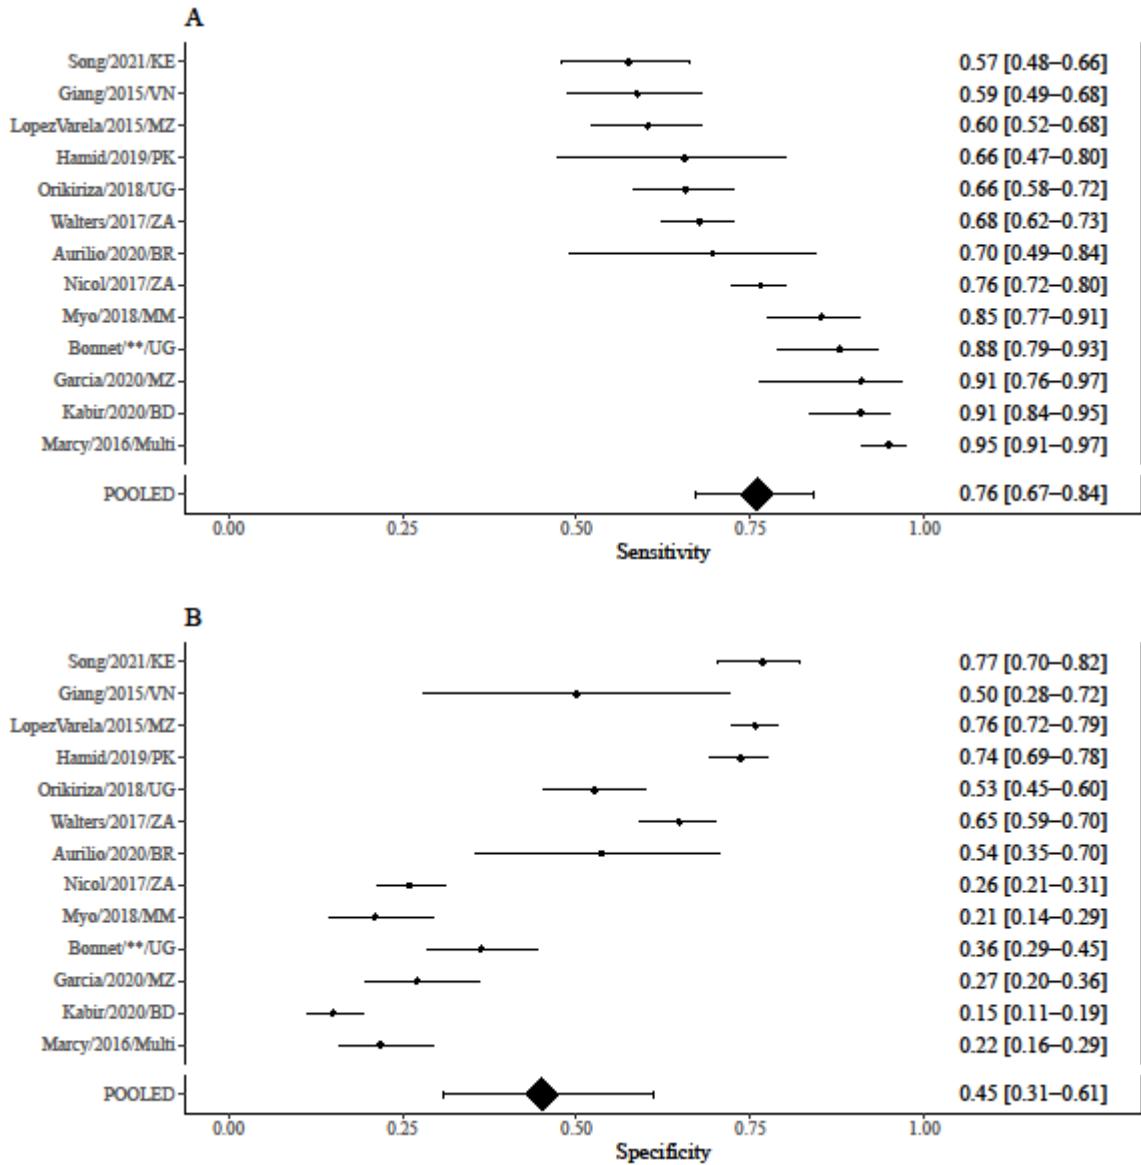 A
Song/2021/KE 0.57 [0.48–0.66]
Giang/2015/VN 0.59 [0.49–0.68]
LopezVarela/2015/MZ 0.60 [0.52–0.68]
Hamid/2019/PK 0.66 [0.47–0.80]
Orikiriza/2018/UG 0.66 [0.58–0.72]
Walters/2017/ZA 0.68 [0.62–0.73]
Aurilio/2020/BR 0.70 [0.49–0.84]
Nicol/2017/ZA 0.76 [0.72–0.80]
Myo/2018/MM 0.85 [0.77–0.91]
Bonnet/**/UG 0.88 [0.79–0.93]
Garcia/2020/MZ 0.91 [0.76–0.97]
Kabir/2020/BD 0.91 [0.84–0.95]
Marcy/2016/Multi 0.95 [0.91–0.97]
POOLED 0.76 [0.67–0.84]
0.00 0.25 0.50 0.75 1.00
Sensitivity
B
Song/2021/KE 0.77 [0.70–0.82]
Giang/2015/VN 0.50 [0.28–0.72]
LopezVarela/2015/MZ 0.76 [0.72–0.79]
Hamid/2019/PK 0.74 [0.69–0.78]
Orikiriza/2018/UG 0.53 [0.45–0.60]
Walters/2017/ZA 0.65 [0.59–0.70]
Aurilio/2020/BR 0.54 [0.35–0.70]
Nicol/2017/ZA 0.26 [0.21–0.31]
Myo/2018/MM 0.21 [0.14–0.29]
Bonnet/**/UG 0.36 [0.29–0.45]
Garcia/2020/MZ 0.27 [0.20–0.36]
Kabir/2020/BD 0.15 [0.11–0.19]
Marcy/2016/Multi 0.22 [0.16–0.29]
POOLED 0.45 [0.31–0.61]
0.00 0.25 0.50 0.75 1.00
Specificity